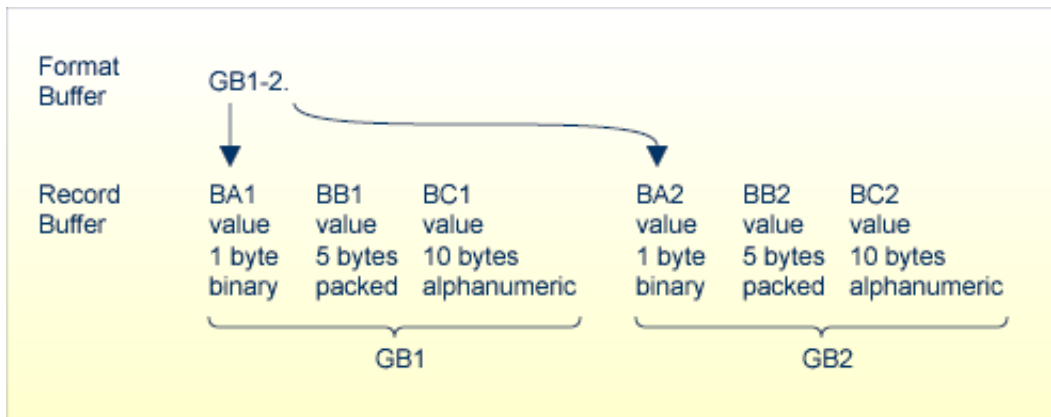 Format
Buffer
GB1-2.
Record
Buffer
BA1
value
1 byte
binary
BB1
value
5 bytes
packed
BC1
value
10 bytes
alphanumeric
BA2
value
1 byte
binary
BB2
value
5 bytes
packed
BC2
value
10 bytes
alphanumeric
GB1
GB2